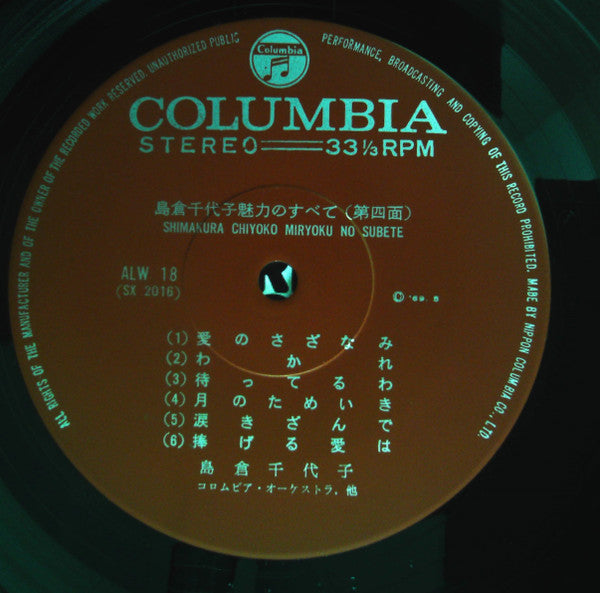 ALL RIGHTS OF THE MANUFACTURER AND OF THE OWNER OF THE RECORDED WORK RESERVED. UNAUTHORIZED PUBLIC PERFORMANCE, BROADCASTING AND COPYING OF THIS RECORD PROHIBITED. MADE BY NIPPON COLUMBIA CO., LTD.
Columbia
COLUMBIA
STEREO 33⅓ RPM
島倉千代子魅力のすべて(第四面)
SHIMAKURA CHIYOKO MIRYOKU NO SUBETE
ALW 18
(SX 2016)
Ⓟ '69. 8
(1) 愛のさざなみ
(2) わかれ
(3) 待ってるわ
(4) 月のためいき
(5) 涙きざんで
(6) 捧げる愛は
島倉千代子
コロムビア・オーケストラ、他